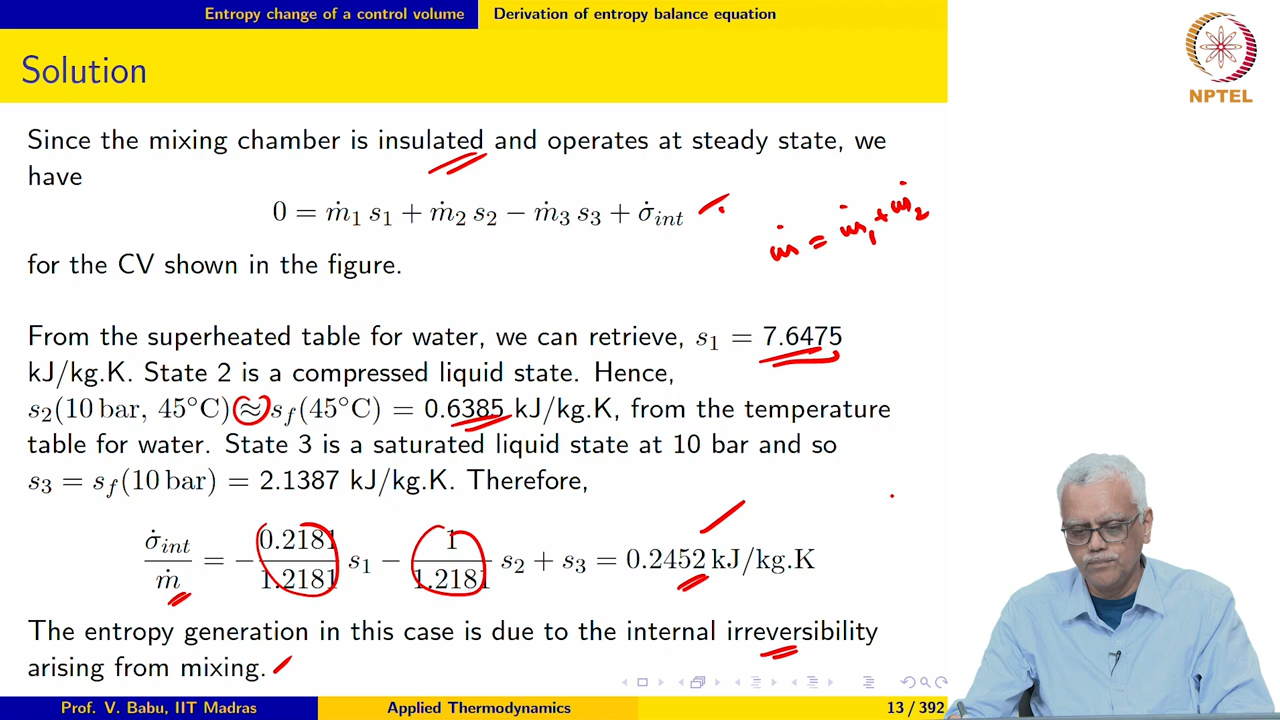 Entropy change of a control volume Derivation of entropy balance equation
Solution
NPTEL
Since the mixing chamber is insulated and operates at steady state, we
have
0 = ṁ₁ s₁ + ṁ₂ s₂ − ṁ₃ s₃ + σ̇ᵢₙₜ
ṁ = ṁ₁ + ṁ₂
for the CV shown in the figure.
From the superheated table for water, we can retrieve, s₁ = 7.6475
kJ/kg.K. State 2 is a compressed liquid state. Hence,
s₂(10 bar, 45°C) ≈ s_f(45°C) = 0.6385 kJ/kg.K, from the temperature
table for water. State 3 is a saturated liquid state at 10 bar and so
s₃ = s_f(10 bar) = 2.1387 kJ/kg.K. Therefore,
σ̇ᵢₙₜ/ṁ = − 0.2181/1.2181 s₁ − 1/1.2181 s₂ + s₃ = 0.2452 kJ/kg.K
The entropy generation in this case is due to the internal irreversibility
arising from mixing.
Prof. V. Babu, IIT Madras Applied Thermodynamics 13 / 392